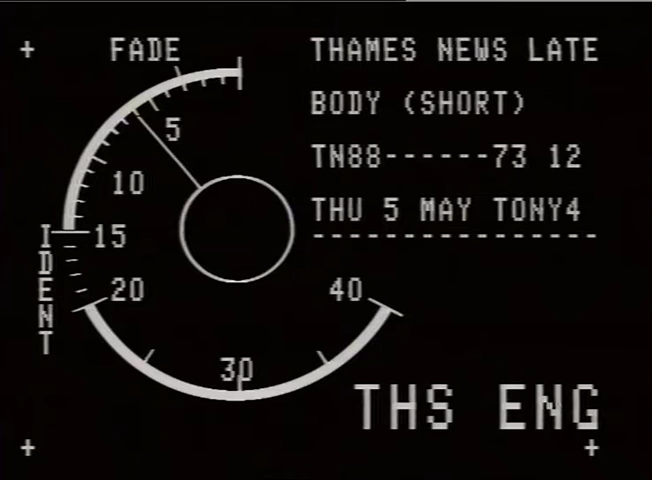 FADE
THAMES NEWS LATE
BODY (SHORT)
TN88------73 12
THU 5 MAY TONY4
----------------
5
10
15
20
30
40
IDENT
THS ENG